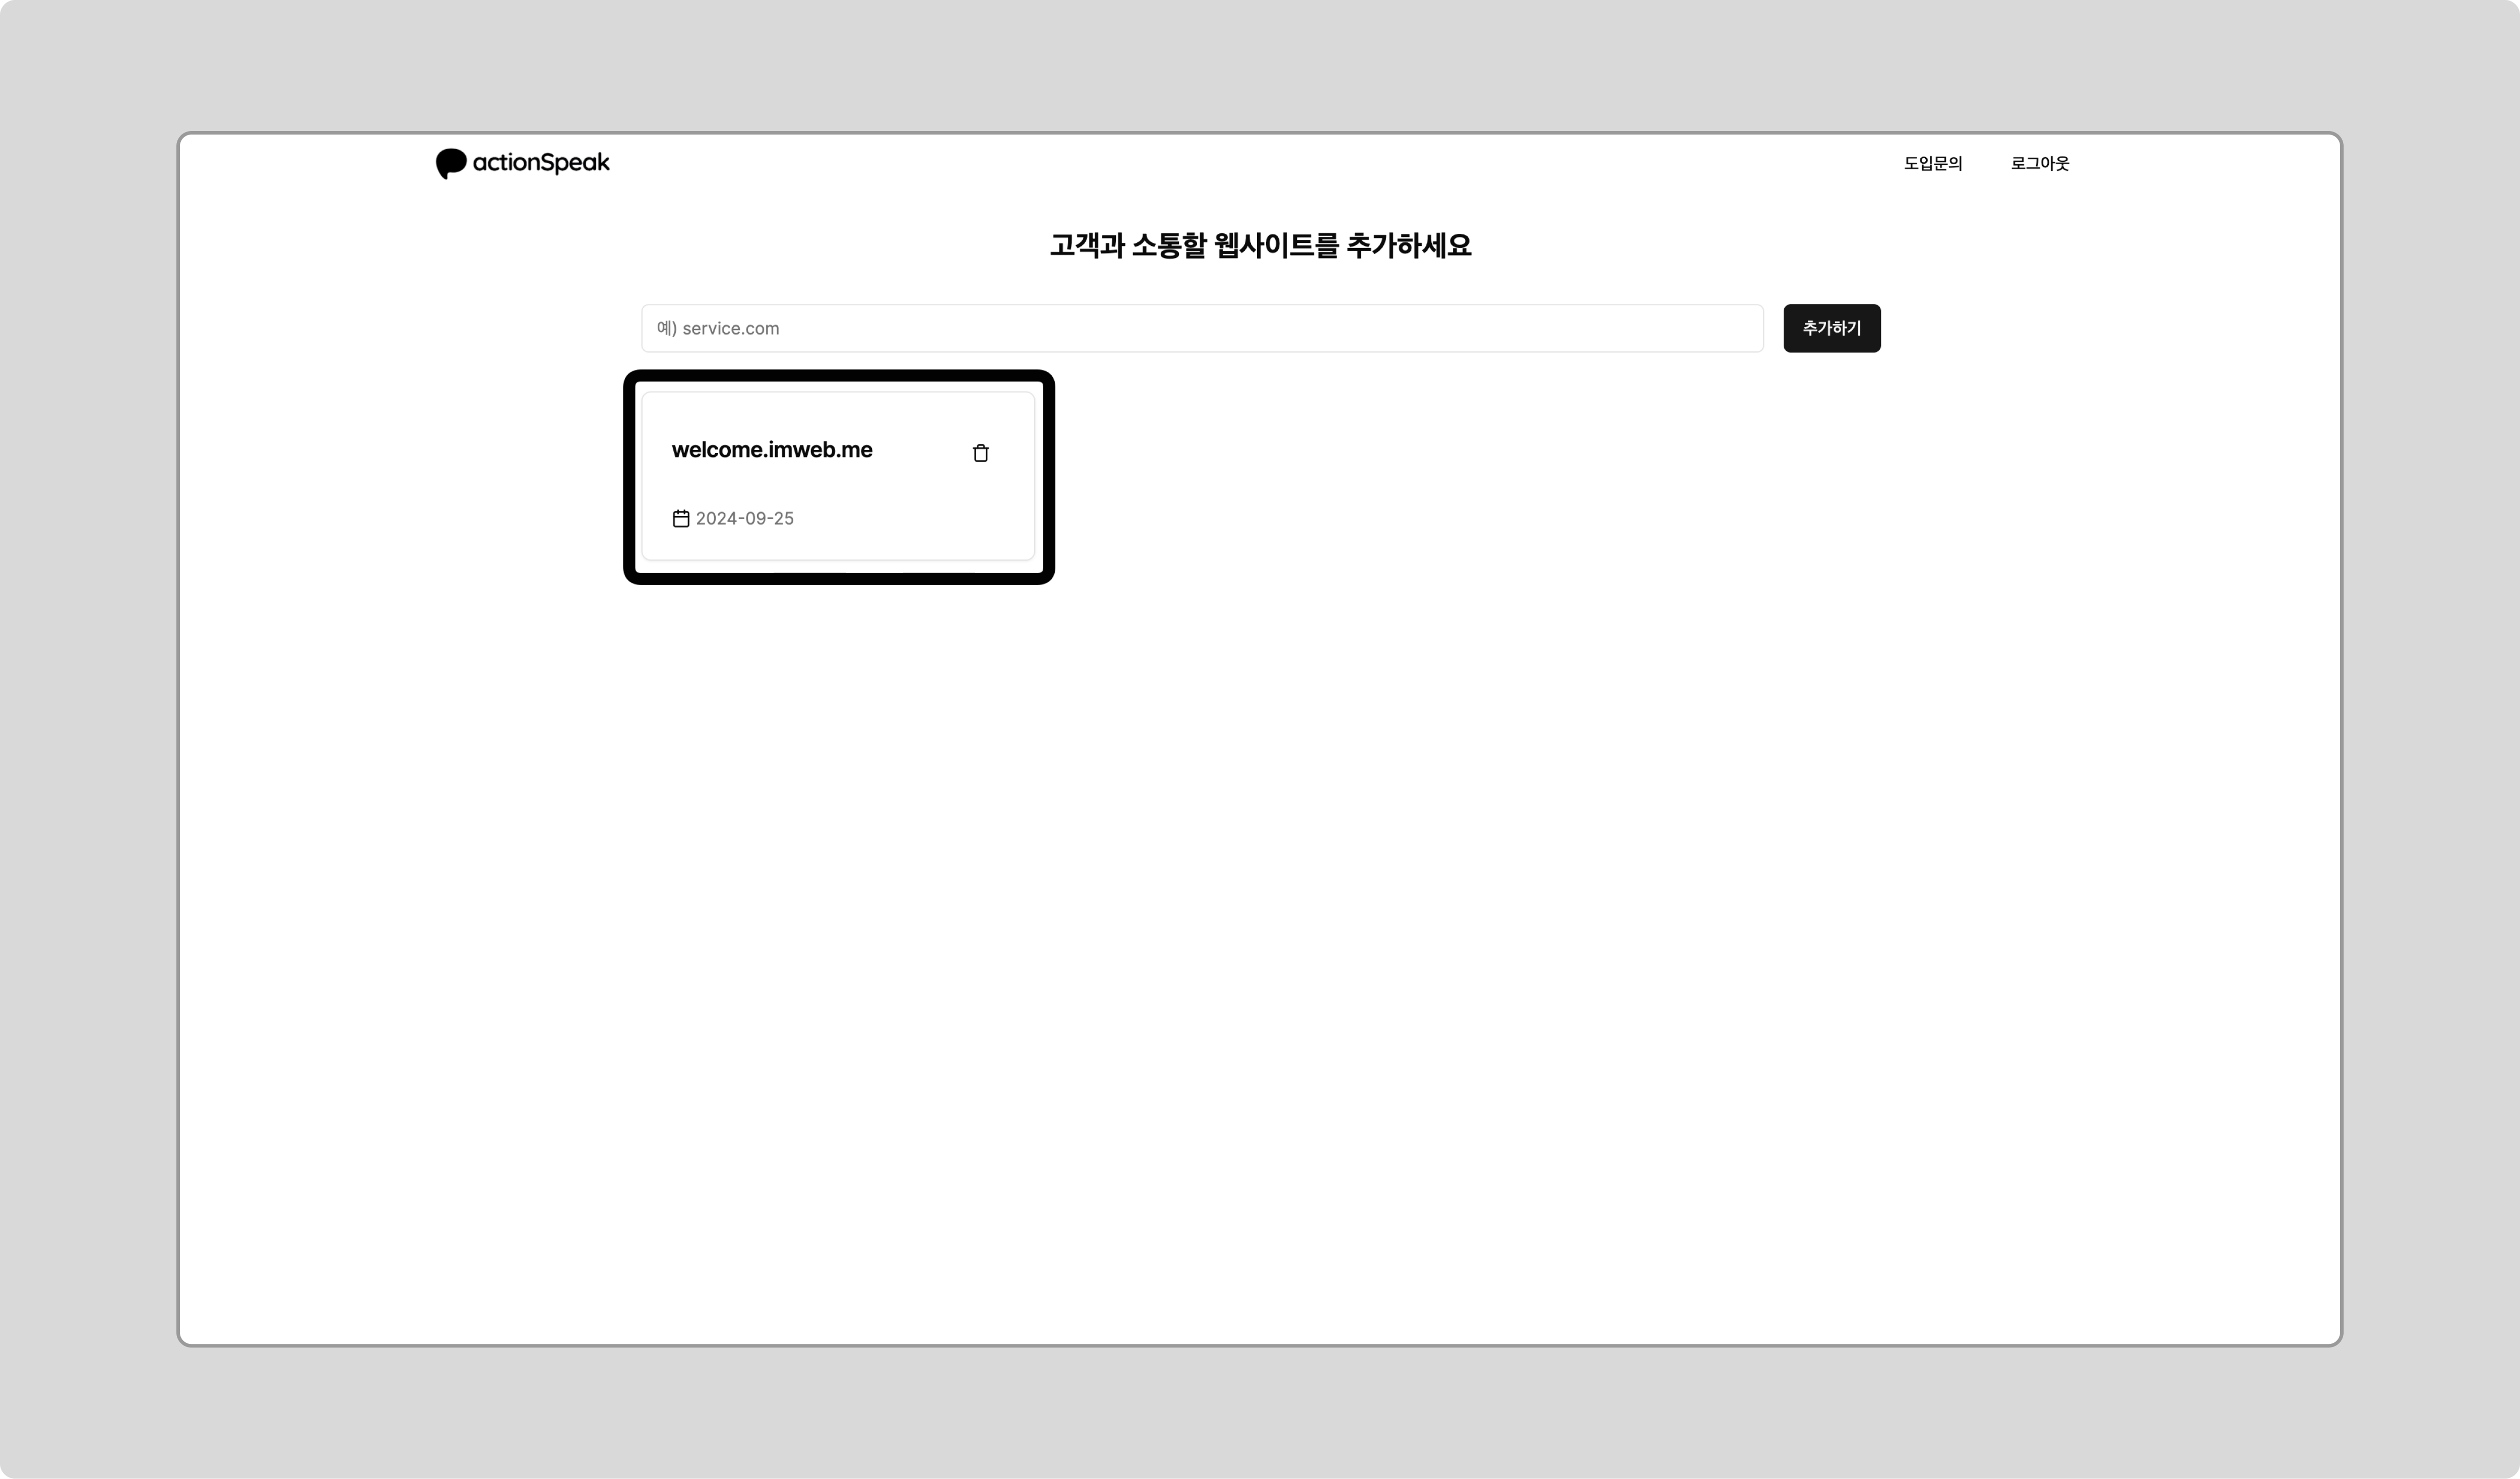 actionSpeak
도입문의
로그아웃
고객과 소통할 웹사이트를 추가하세요
예) service.com
추가하기
welcome.imweb.me
2024-09-25